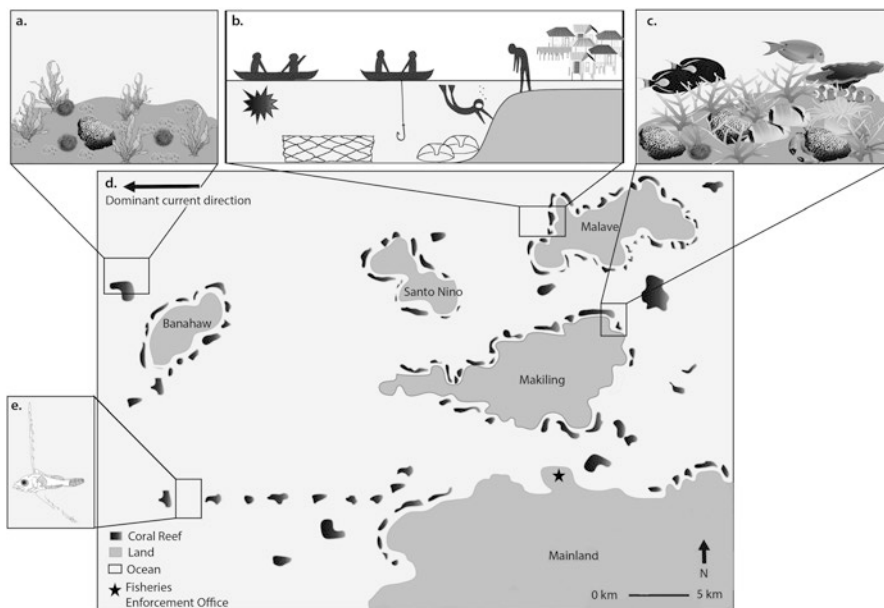 a.
b.
c.
d.
Dominant current direction
Malave
Santo Nino
Banahaw
Makiling
e.
Coral Reef
Land
Ocean
Fisheries
Enforcement Office
Mainland
N
0 km
5 km